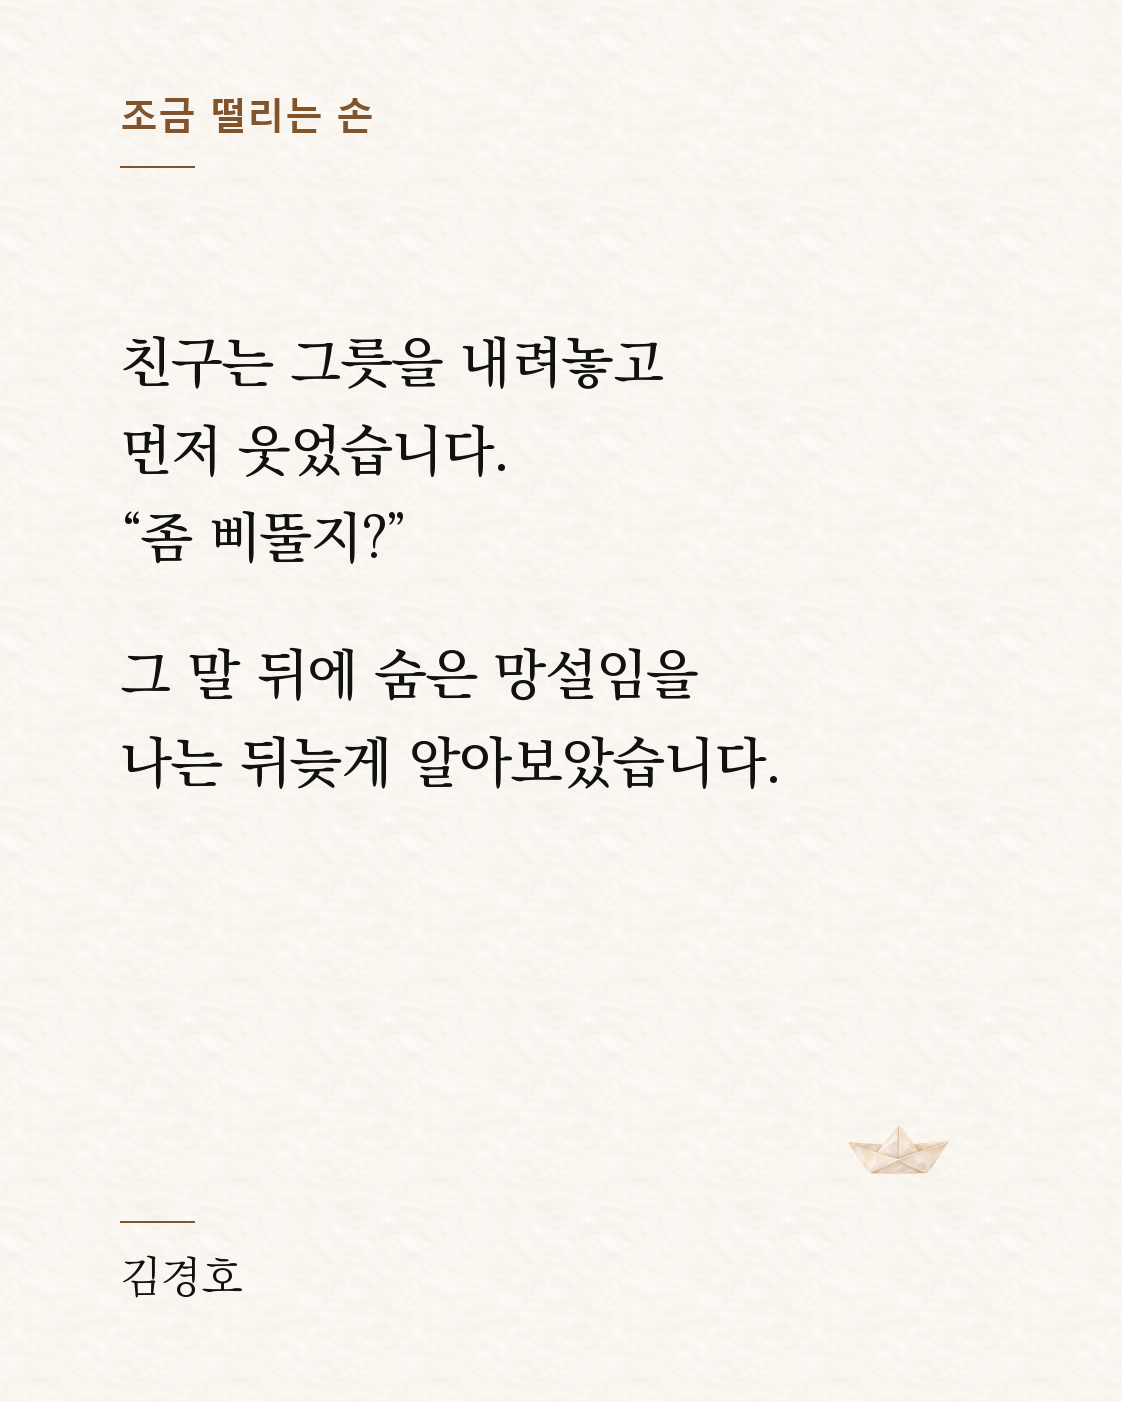 조금 떨리는 손
친구는 그릇을 내려놓고
먼저 웃었습니다.
“좀 삐뚤지?”
그 말 뒤에 숨은 망설임을
나는 뒤늦게 알아보았습니다.
김경호